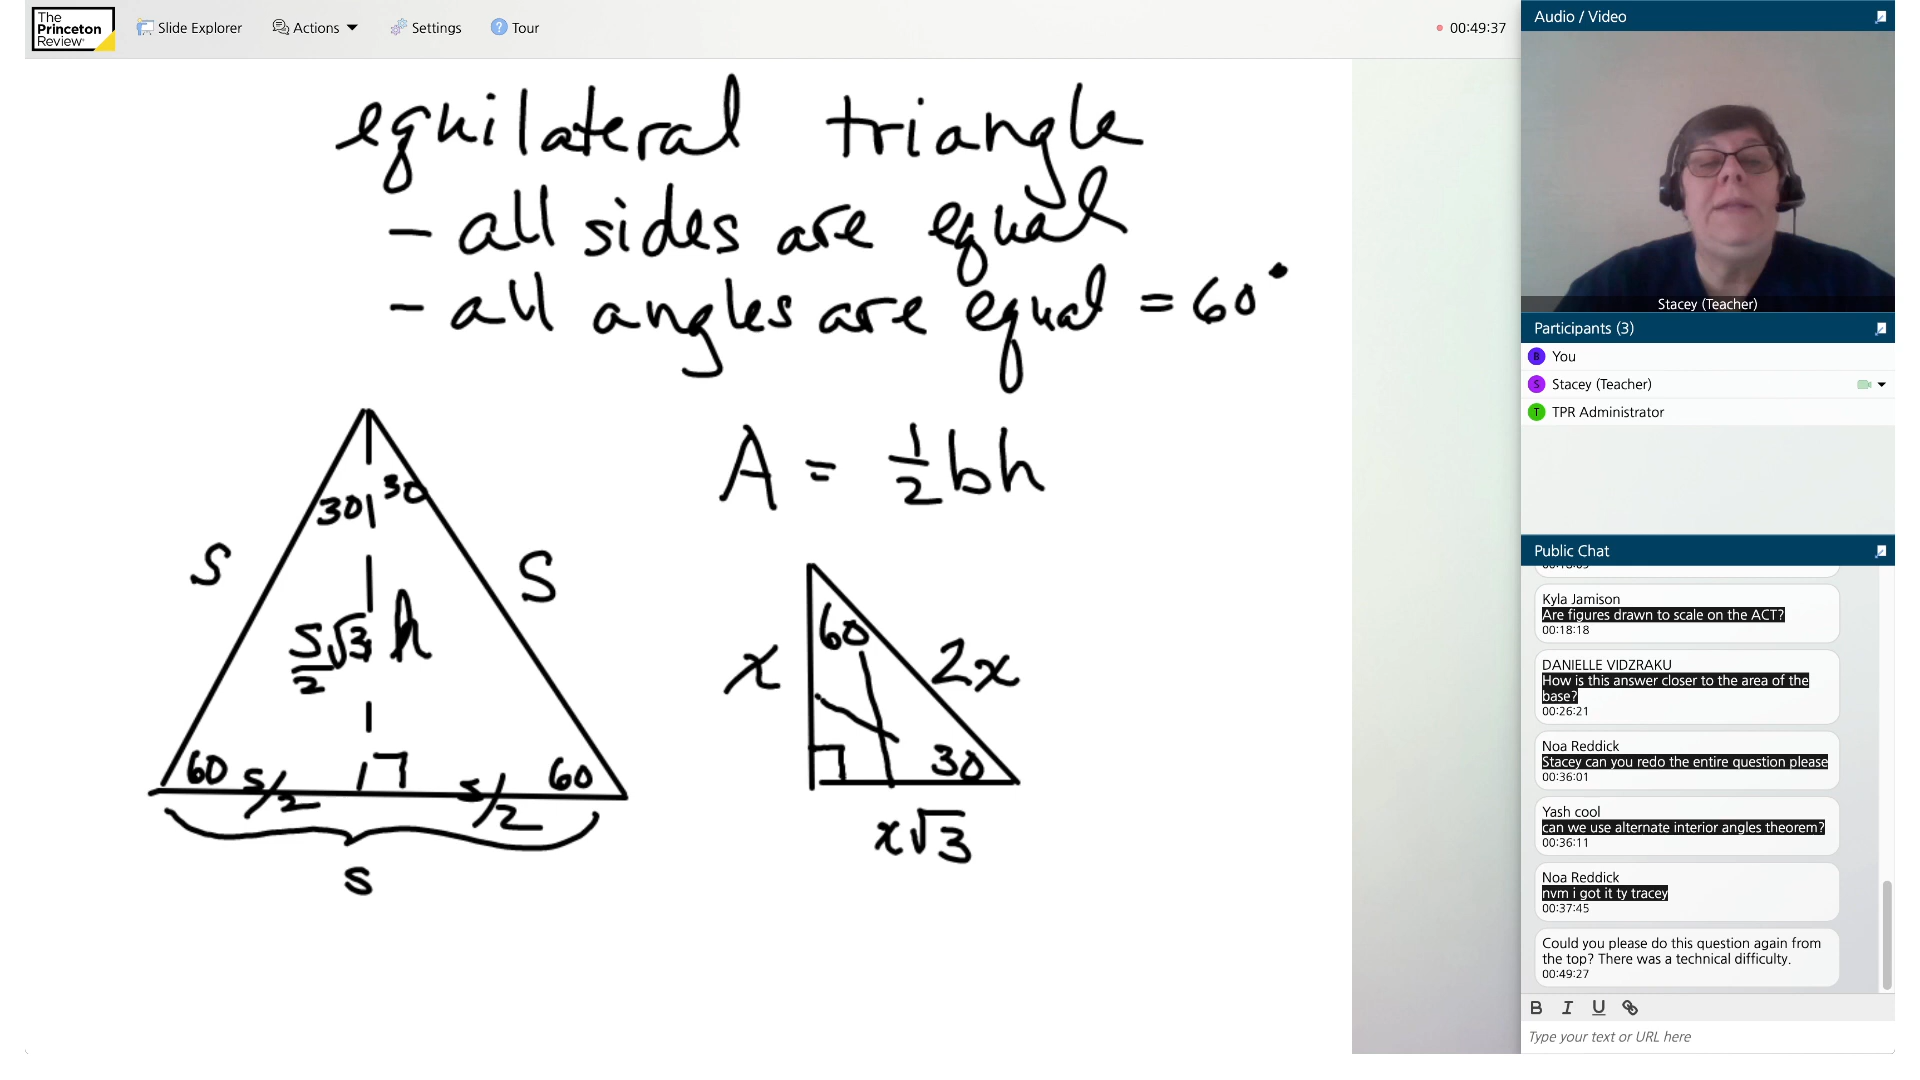 The
Princeton
Review
Slide Explorer
Actions
Settings
Tour
00:49:37
equilateral triangle
- all sides are equal
- all angles are equal = 60°
A = 1/2 bh
30 30
S S
s/2 √3 h
60 s/2 s/2 60
s
60
x 2x
30
x√3
Audio / Video
Stacey (Teacher)
Participants (3)
B You
S Stacey (Teacher)
T TPR Administrator
Public Chat
Kyla Jamison
Are figures drawn to scale on the ACT?
00:18:18
DANIELLE VIDZRAKU
How is this answer closer to the area of the
base?
00:26:21
Noa Reddick
Stacey can you redo the entire question please
00:36:01
Yash cool
can we use alternate interior angles theorem?
00:36:11
Noa Reddick
nvm i got it ty tracey
00:37:45
Could you please do this question again from
the top? There was a technical difficulty.
00:49:27
B I U
Type your text or URL here